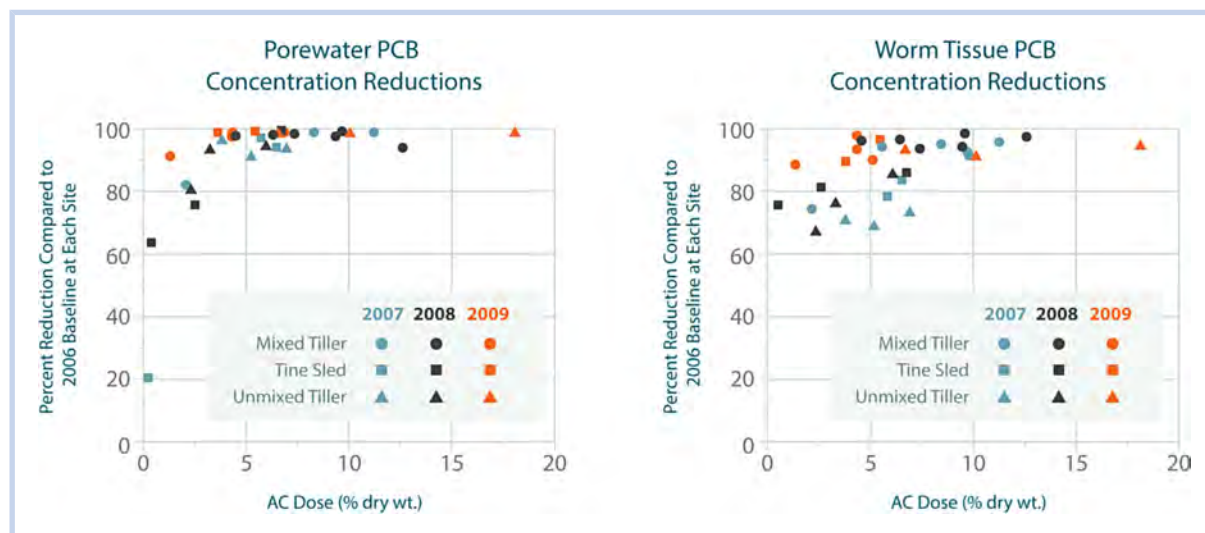 Porewater PCB
Concentration Reductions
Percent Reduction Compared to
2006 Baseline at Each Site
100
80
60
40
20
0
2007 2008 2009
Mixed Tiller
Tine Sled
Unmixed Tiller
0 5 10 15 20
AC Dose (% dry wt.)
Worm Tissue PCB
Concentration Reductions
Percent Reduction Compared to
2006 Baseline at Each Site
100
80
60
40
20
0
2007 2008 2009
Mixed Tiller
Tine Sled
Unmixed Tiller
0 5 10 15 20
AC Dose (% dry wt.)